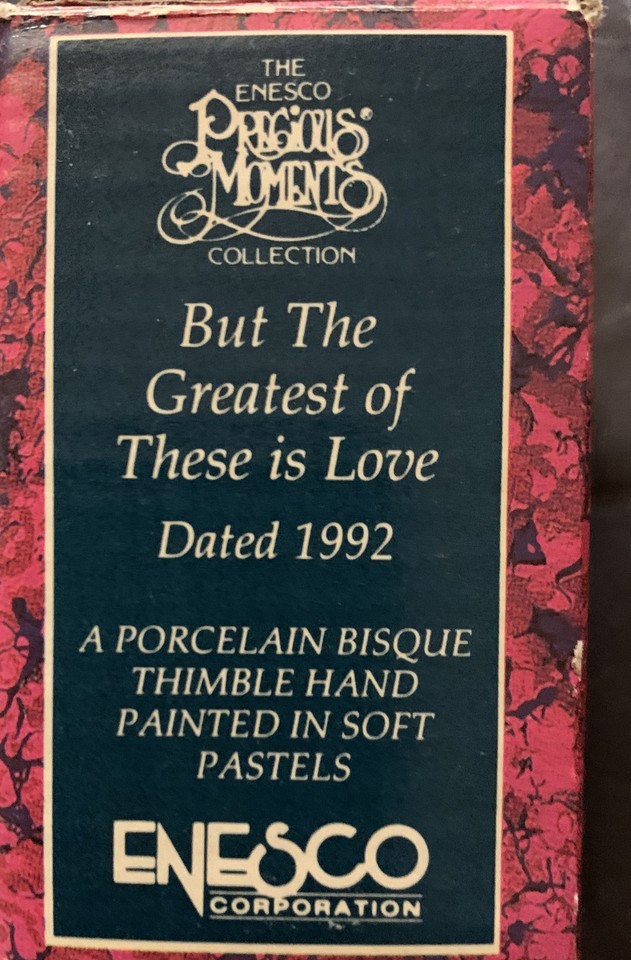 THE
ENESCO
PRECIOUS®
MOMENTS
COLLECTION
But The
Greatest of
These is Love
Dated 1992
A PORCELAIN BISQUE
THIMBLE HAND
PAINTED IN SOFT
PASTELS
ENESCO
CORPORATION